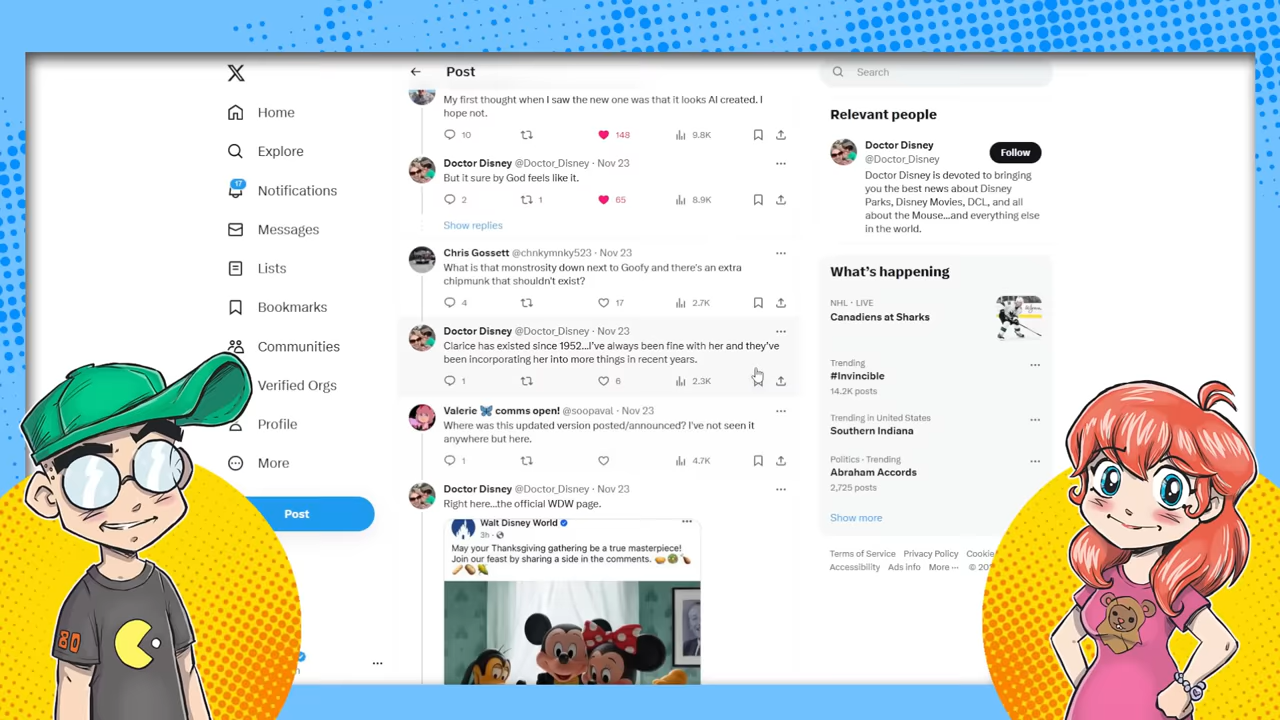 Home
Explore
17
Notifications
Messages
Lists
Bookmarks
Communities
Verified Orgs
Profile
More
Post
Post
My first thought when I saw the new one was that it looks AI created. I
hope not.
10 148 9.8K
Doctor Disney @Doctor_Disney · Nov 23
But it sure by God feels like it.
2 1 65 8.9K
Show replies
Chris Gossett @chnkymnky523 · Nov 23
What is that monstrosity down next to Goofy and there's an extra
chipmunk that shouldn't exist?
4 17 2.7K
Doctor Disney @Doctor_Disney · Nov 23
Clarice has existed since 1952...I've always been fine with her and they've
been incorporating her into more things in recent years.
1 6 2.3K
Valerie 🦋 comms open! @soopaval · Nov 23
Where was this updated version posted/announced? I've not seen it
anywhere but here.
1 4.7K
Doctor Disney @Doctor_Disney · Nov 23
Right here...the official WDW page.
Walt Disney World
3h ·
May your Thanksgiving gathering be a true masterpiece!
Join our feast by sharing a side in the comments.
Search
Relevant people
Doctor Disney
@Doctor_Disney
Follow
Doctor Disney is devoted to bringing
you the best news about Disney
Parks, Disney Movies, DCL, and all
about the Mouse...and everything else
in the world.
What's happening
NHL · LIVE
Canadiens at Sharks
Trending
#Invincible
14.2K posts
Trending in United States
Southern Indiana
Politics · Trending
Abraham Accords
2,725 posts
Show more
Terms of Service Privacy Policy Cookie
Accessibility Ads info More ··· ©
80